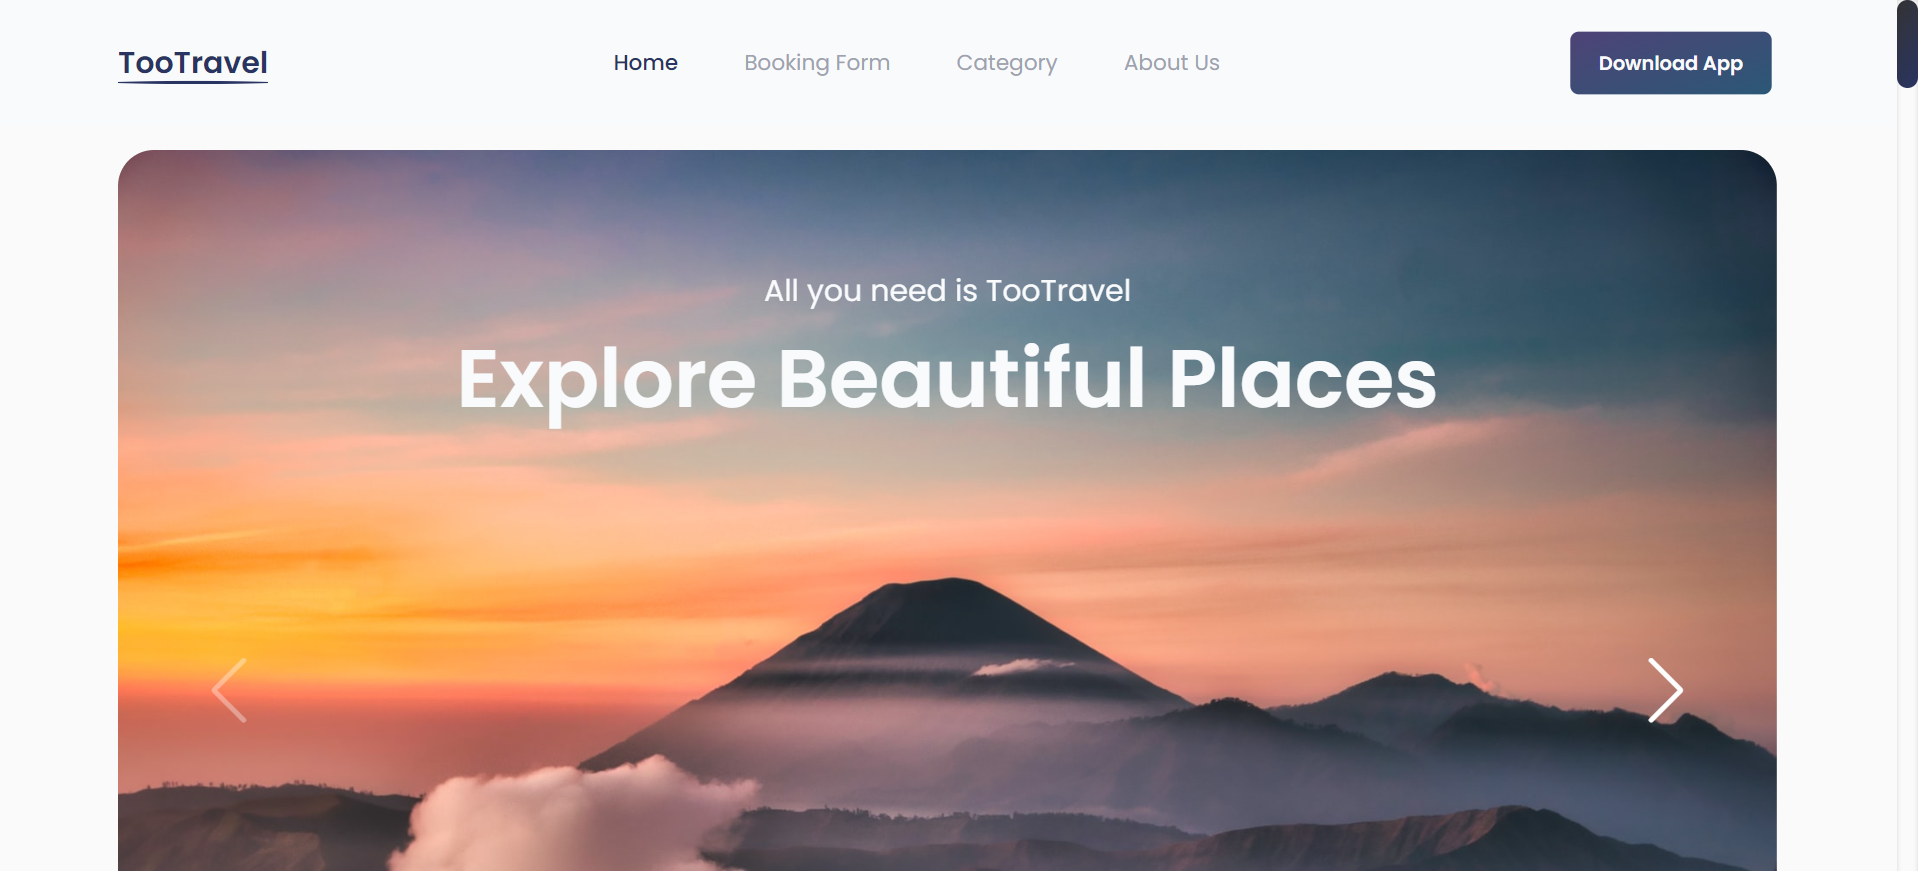 TooTravel
Home
Booking Form
Category
About Us
Download App
All you need is TooTravel
Explore Beautiful Places